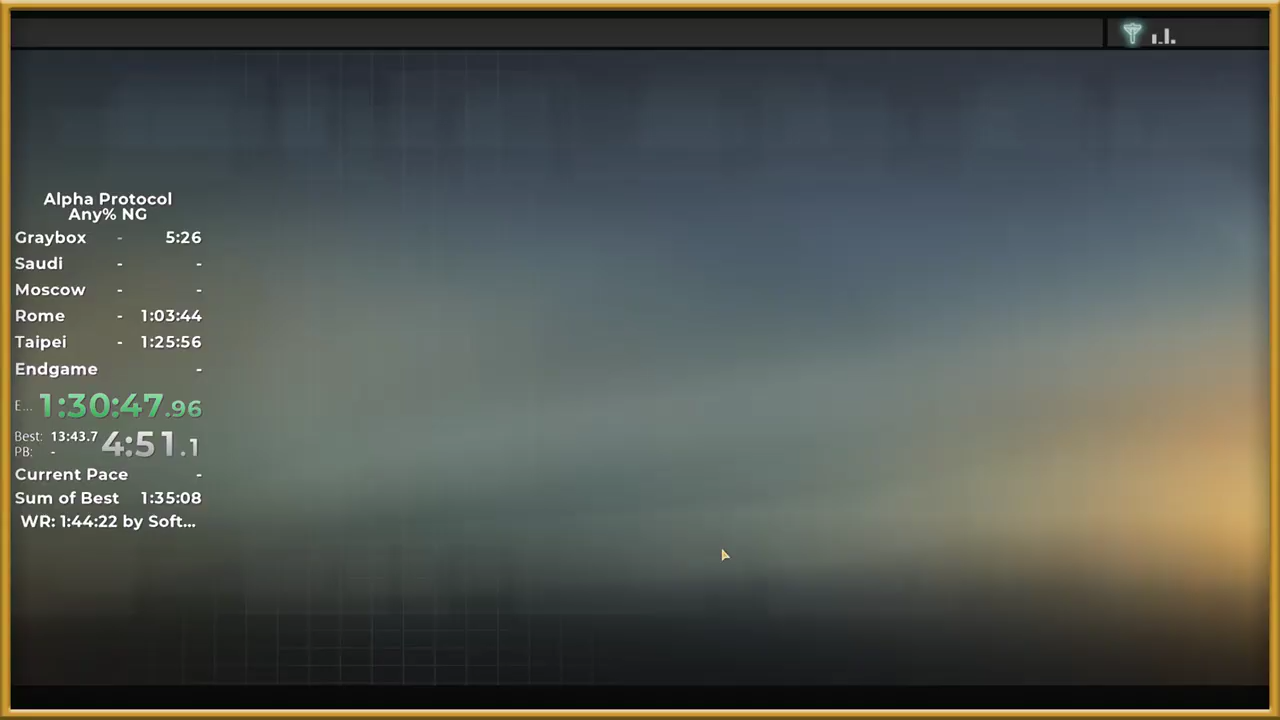 Alpha Protocol
Any% NG
Graybox - 5:26
Saudi - -
Moscow - -
Rome - 1:03:44
Taipei - 1:25:56
Endgame -
E... 1:30:47.96
Best: 13:43.7 4:51.1
PB: -
Current Pace -
Sum of Best 1:35:08
WR: 1:44:22 by Soft...